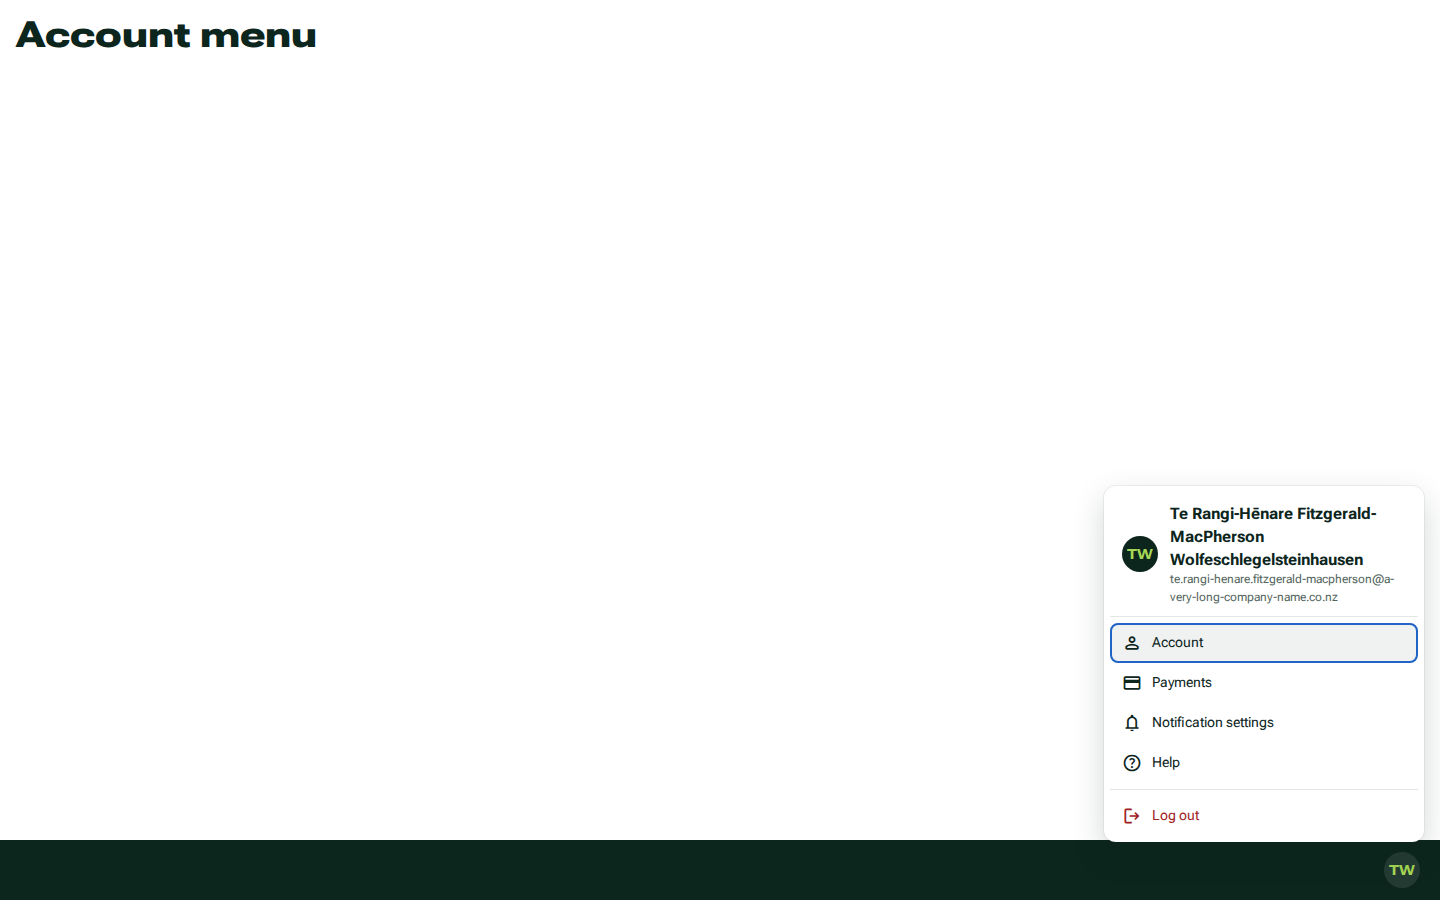 Account menu
Te Rangi-Hēnare Fitzgerald-
MacPherson
Wolfeschlegelsteinhausen
TW
te.rangi-henare.fitzgerald-macpherson@a-
very-long-company-name.co.nz
Account
Payments
Notification settings
Help
Log out
TW